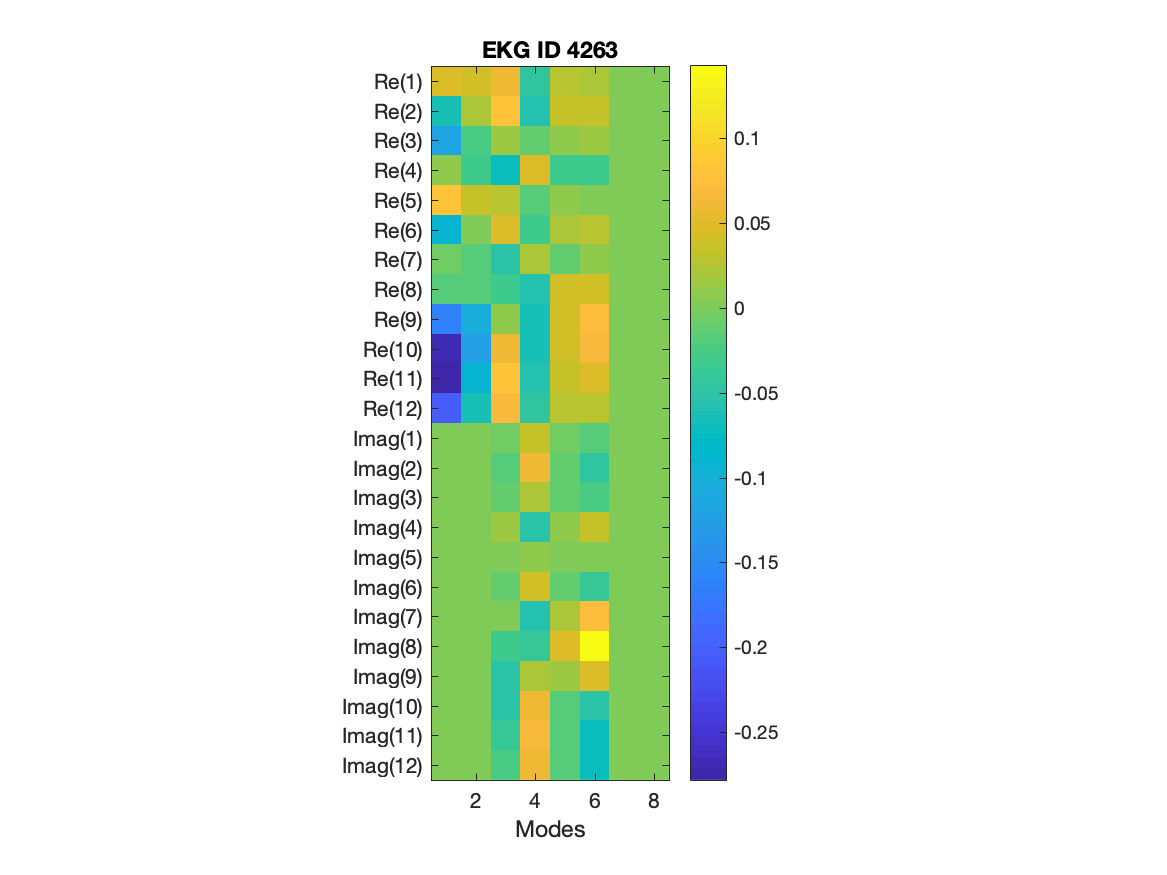 EKG ID 4263
Re(1)
Re(2)
Re(3)
Re(4)
Re(5)
Re(6)
Re(7)
Re(8)
Re(9)
Re(10)
Re(11)
Re(12)
Imag(1)
Imag(2)
Imag(3)
Imag(4)
Imag(5)
Imag(6)
Imag(7)
Imag(8)
Imag(9)
Imag(10)
Imag(11)
Imag(12)
2 4 6 8
Modes
0.1
0.05
0
-0.05
-0.1
-0.15
-0.2
-0.25